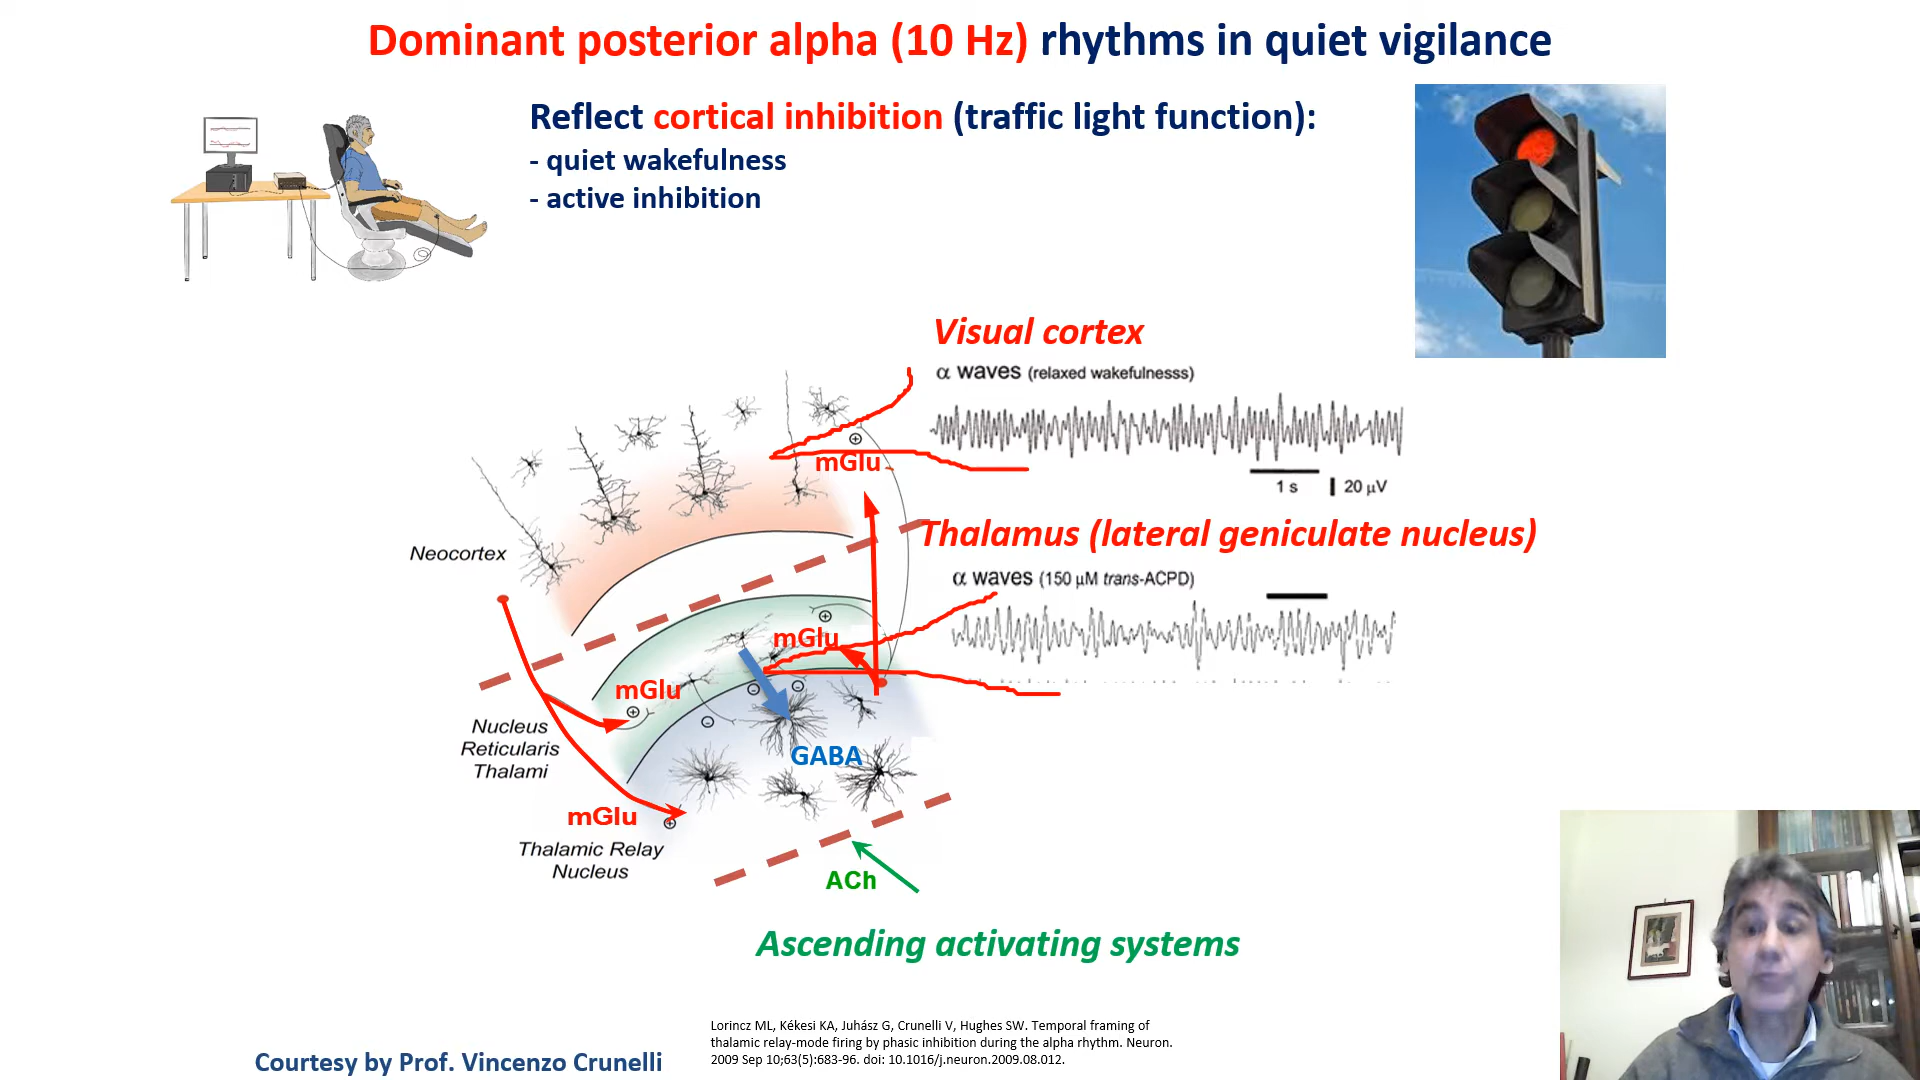 Dominant posterior alpha (10 Hz) rhythms in quiet vigilance
Reflect cortical inhibition (traffic light function):
- quiet wakefulness
- active inhibition
Visual cortex
α waves (relaxed wakefulnesss)
mGlu
1 s
20 µV
Thalamus (lateral geniculate nucleus)
α waves (150 µM trans-ACPD)
Neocortex
mGlu
mGlu
Nucleus
Reticularis
Thalami
GABA
mGlu
Thalamic Relay
Nucleus
ACh
Ascending activating systems
Lorincz ML, Kékesi KA, Juhász G, Crunelli V, Hughes SW. Temporal framing of
thalamic relay-mode firing by phasic inhibition during the alpha rhythm. Neuron.
2009 Sep 10;63(5):683-96. doi: 10.1016/j.neuron.2009.08.012.
Courtesy by Prof. Vincenzo Crunelli